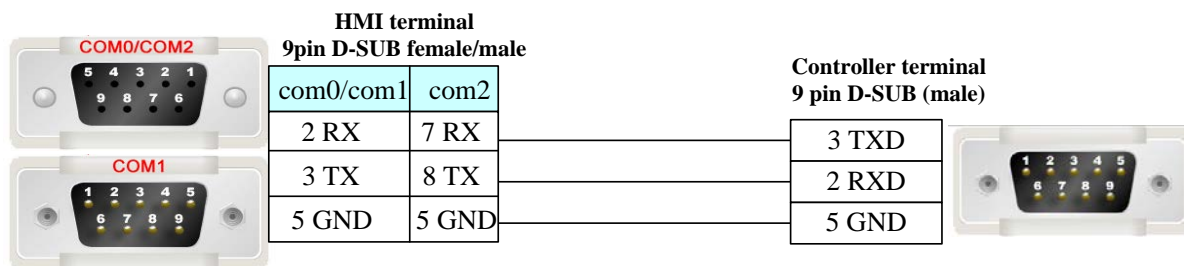 HMI terminal
9pin D-SUB female/male
COM0/COM2
5 4 3 2 1
9 8 7 6
COM1
1 2 3 4 5
6 7 8 9
com0/com1 com2
2 RX 7 RX
3 TX 8 TX
5 GND 5 GND
Controller terminal
9 pin D-SUB (male)
3 TXD
2 RXD
5 GND
1 2 3 4 5
6 7 8 9